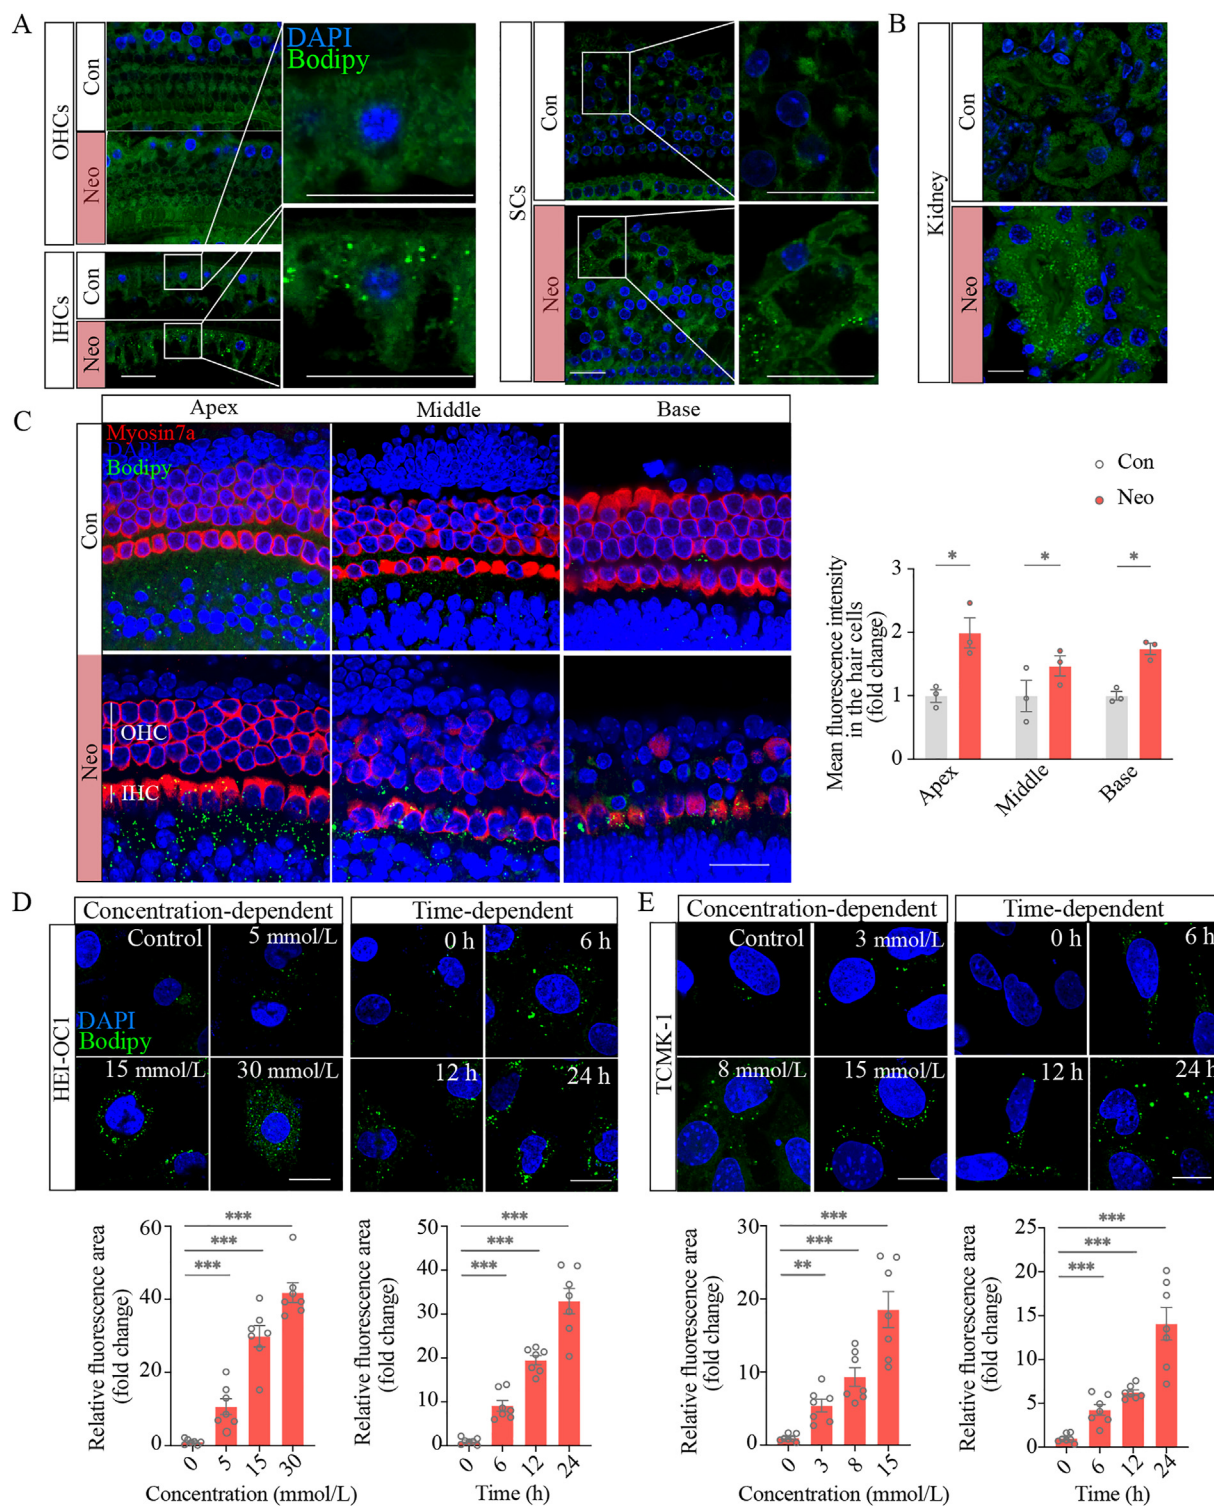 A
OHCs
Con
Neo
IHCs
Con
Neo
DAPI
Bodipy
SCs
Con
Neo
B
Kidney
Con
Neo
C
Apex
Middle
Base
Con
Myosin7a
DAPI
Bodipy
Neo
OHC
IHC
Con
Neo
Mean fluorescence intensity
in the hair cells
(fold change)
3
2
1
0
*
*
*
Apex
Middle
Base
D
Concentration-dependent
Time-dependent
HEI-OC1
Control
5 mmol/L
DAPI
Bodipy
15 mmol/L
30 mmol/L
0 h
6 h
12 h
24 h
Relative fluorescence area
(fold change)
60
40
20
0
***
***
***
0
5
15
30
Concentration (mmol/L)
Relative fluorescence area
(fold change)
50
40
30
20
10
0
***
***
***
0
6
12
24
Time (h)
E
Concentration-dependent
Time-dependent
TCMK-1
Control
3 mmol/L
8 mmol/L
15 mmol/L
0 h
6 h
12 h
24 h
Relative fluorescence area
(fold change)
30
20
10
0
***
***
**
0
3
8
15
Concentration (mmol/L)
Relative fluorescence area
(fold change)
25
20
15
10
5
0
***
***
***
0
6
12
24
Time (h)